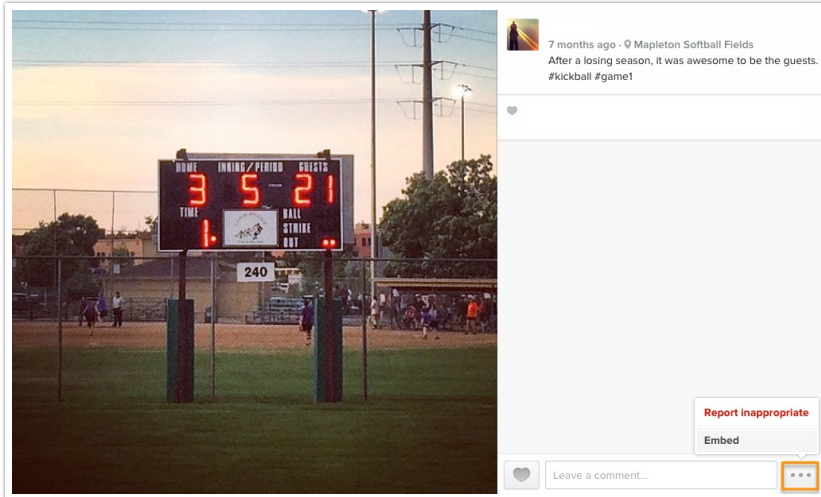 7 months ago · Mapleton Softball Fields
After a losing season, it was awesome to be the guests.
#kickball #game1
HOME INNING/PERIOD GUESTS
3 5 21
TIME BALL
1 STRIKE
OUT
240
Report inappropriate
Embed
Leave a comment...